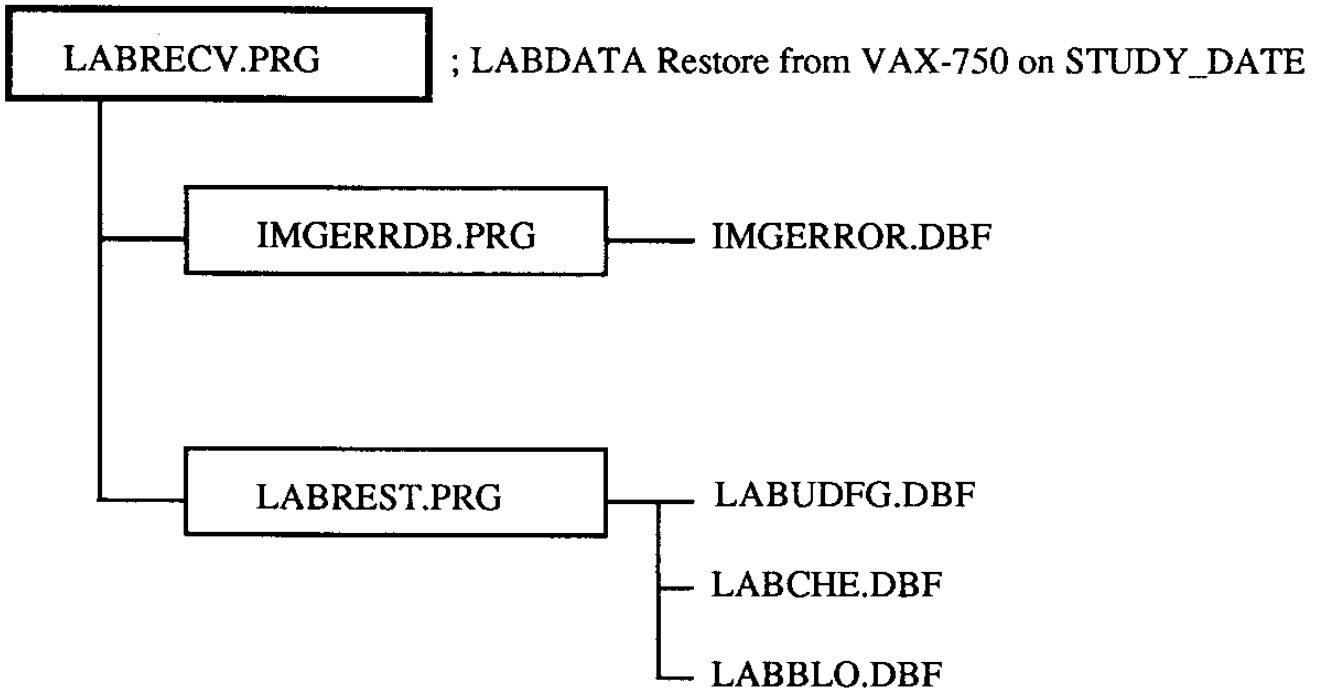 LABRECV.PRG ; LABDATA Restore from VAX-750 on STUDY_DATE
IMGERRDB.PRG IMGERROR.DBF
LABREST.PRG LABUDFG.DBF
LABCHE.DBF
LABBLO.DBF